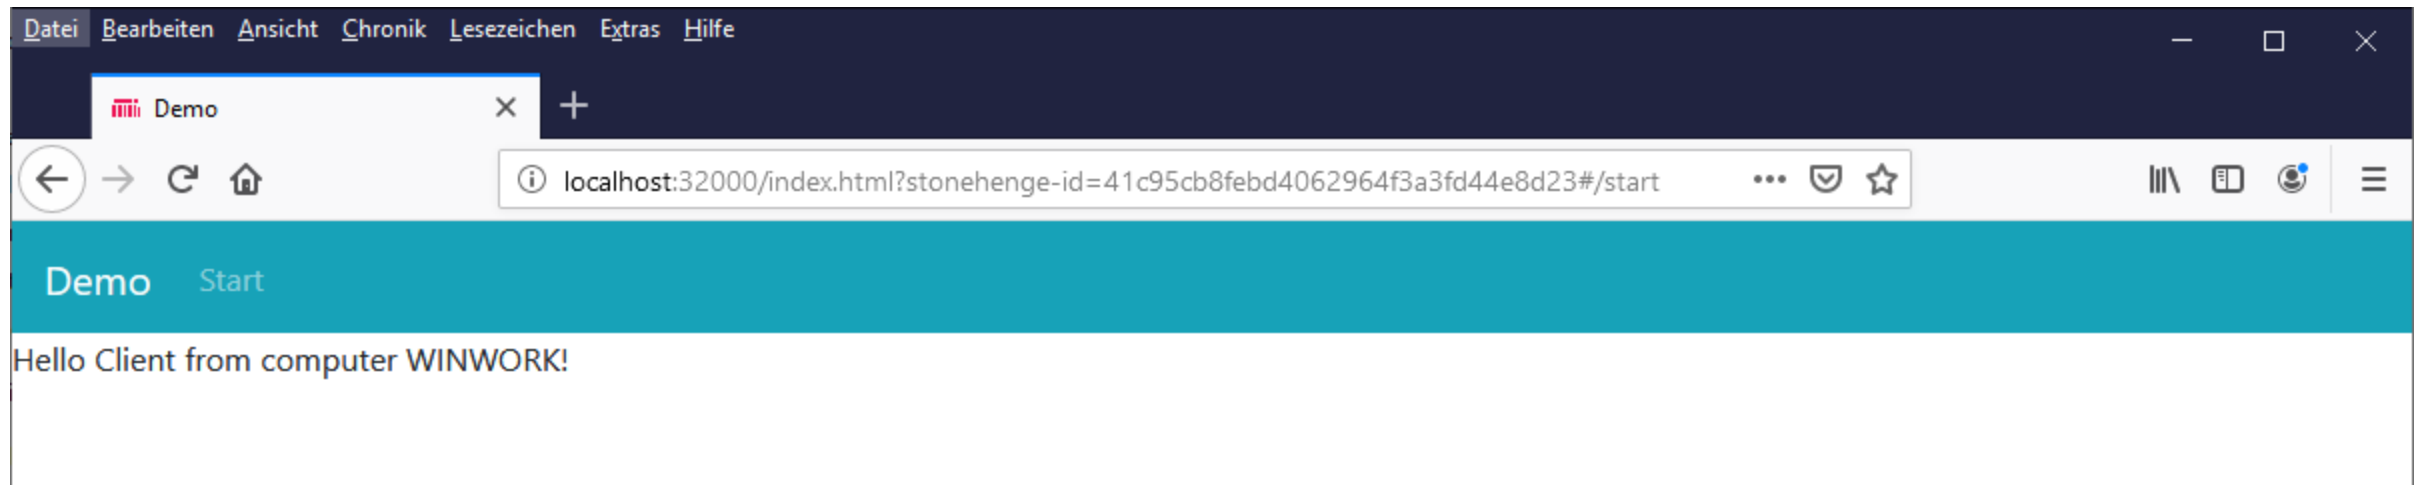 Datei Bearbeiten Ansicht Chronik Lesezeichen Extras Hilfe
Demo
localhost:32000/index.html?stonehenge-id=41c95cb8febd4062964f3a3fd44e8d23#/start
Demo Start
Hello Client from computer WINWORK!